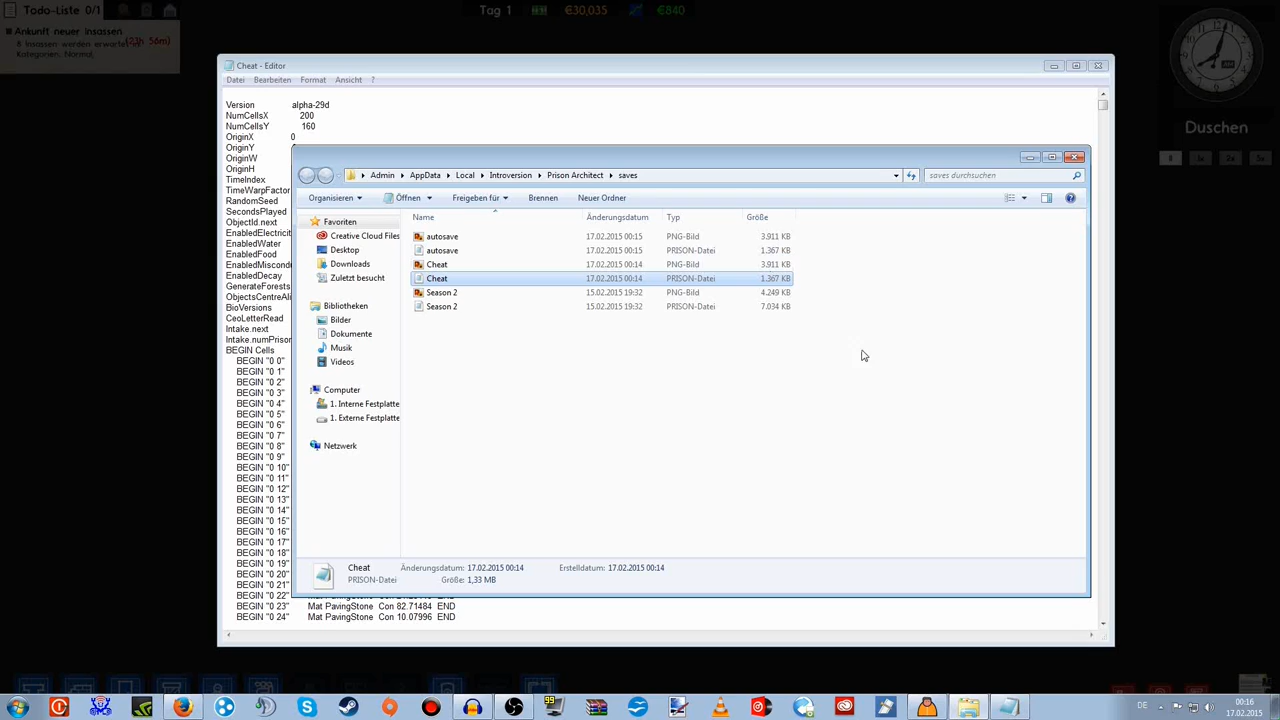 Todo-Liste 0/1
Tag 1
€30,035
€840
Ankunft neuer Insassen
8 Insassen werden erwartet
(23h 56m)
Kategorien: Normal,
AM
Duschen
Cheat - Editor
Datei Bearbeiten Format Ansicht ?
Version alpha-29d
NumCellsX 200
NumCellsY 160
OriginX 0
OriginY
OriginW
OriginH
TimeIndex
TimeWarpFactor
RandomSeed
SecondsPlayed
ObjectId.next
EnabledElectricit
EnabledWater
EnabledFood
EnabledMiscond
EnabledDecay
GenerateForests
ObjectsCentreAli
BioVersions
CeoLetterRead
Intake.next
Intake.numPrison
BEGIN Cells
BEGIN "0 0"
BEGIN "0 1"
BEGIN "0 2"
BEGIN "0 3"
BEGIN "0 4"
BEGIN "0 5"
BEGIN "0 6"
BEGIN "0 7"
BEGIN "0 8"
BEGIN "0 9"
BEGIN "0 10"
BEGIN "0 11"
BEGIN "0 12"
BEGIN "0 13"
BEGIN "0 14"
BEGIN "0 15"
BEGIN "0 16"
BEGIN "0 17"
BEGIN "0 18"
BEGIN "0 19"
BEGIN "0 20"
BEGIN "0 21"
BEGIN "0 22"
BEGIN "0 23" Mat PavingStone Con 82.71484 END
BEGIN "0 24" Mat PavingStone Con 10.07996 END
Admin AppData Local Introversion Prison Architect saves
saves durchsuchen
Organisieren Öffnen Freigeben für Brennen Neuer Ordner
Favoriten
Creative Cloud Files
Desktop
Downloads
Zuletzt besucht
Bibliotheken
Bilder
Dokumente
Musik
Videos
Computer
1. Interne Festplatte
1. Externe Festplatte
Netzwerk
Name Änderungsdatum Typ Größe
autosave 17.02.2015 00:15 PNG-Bild 3.911 KB
autosave 17.02.2015 00:15 PRISON-Datei 1.367 KB
Cheat 17.02.2015 00:14 PNG-Bild 3.911 KB
Cheat 17.02.2015 00:14 PRISON-Datei 1.367 KB
Season 2 15.02.2015 19:32 PNG-Bild 4.249 KB
Season 2 15.02.2015 19:32 PRISON-Datei 7.034 KB
Cheat Änderungsdatum: 17.02.2015 00:14 Erstelldatum: 17.02.2015 00:14
PRISON-Datei Größe: 1,33 MB
99
DE
00:16
17.02.2015